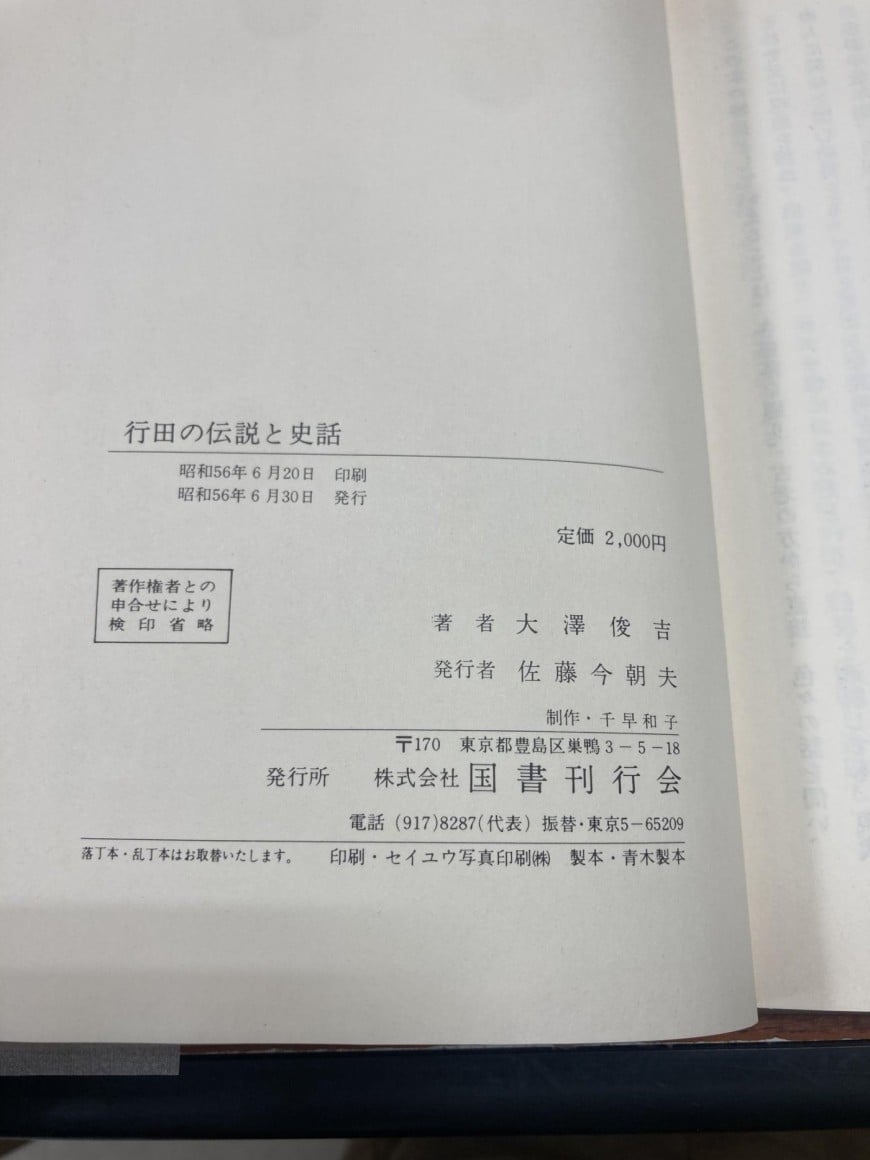 行田の伝説と史話
昭和56年6月20日 印刷
昭和56年6月30日 発行
定価 2,000円
著作権者との
申合せにより
検印省略
著者 大澤俊吉
発行者 佐藤今朝夫
制作・千早和子
〒170 東京都豊島区巣鴨3-5-18
発行所 株式会社 国書刊行会
電話 (917)8287(代表) 振替・東京5-65209
落丁本・乱丁本はお取替いたします。 印刷・セイユウ写真印刷㈱ 製本・青木製本